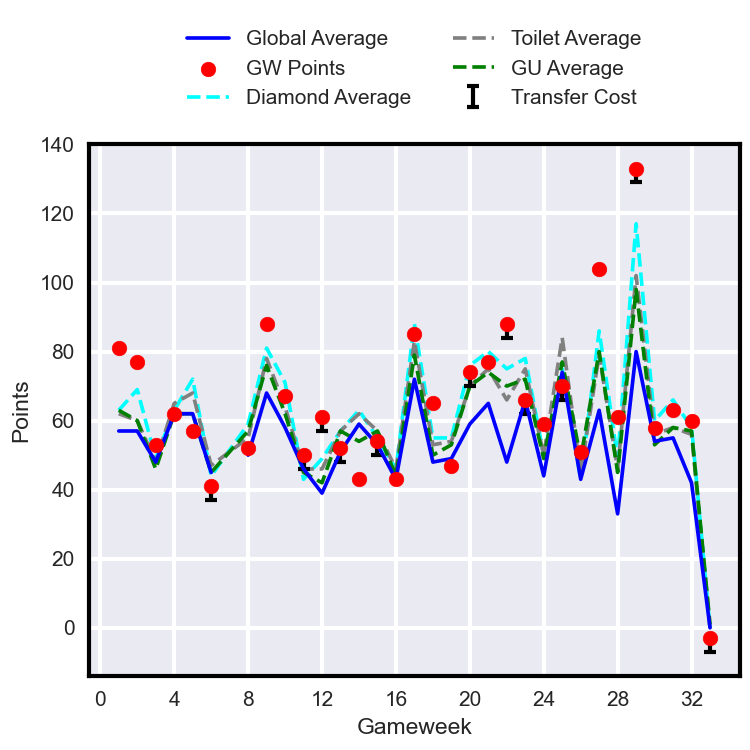 Global Average
GW Points
Diamond Average
Toilet Average
GU Average
Transfer Cost
140
120
100
80
60
40
20
0
Points
0 4 8 12 16 20 24 28 32
Gameweek